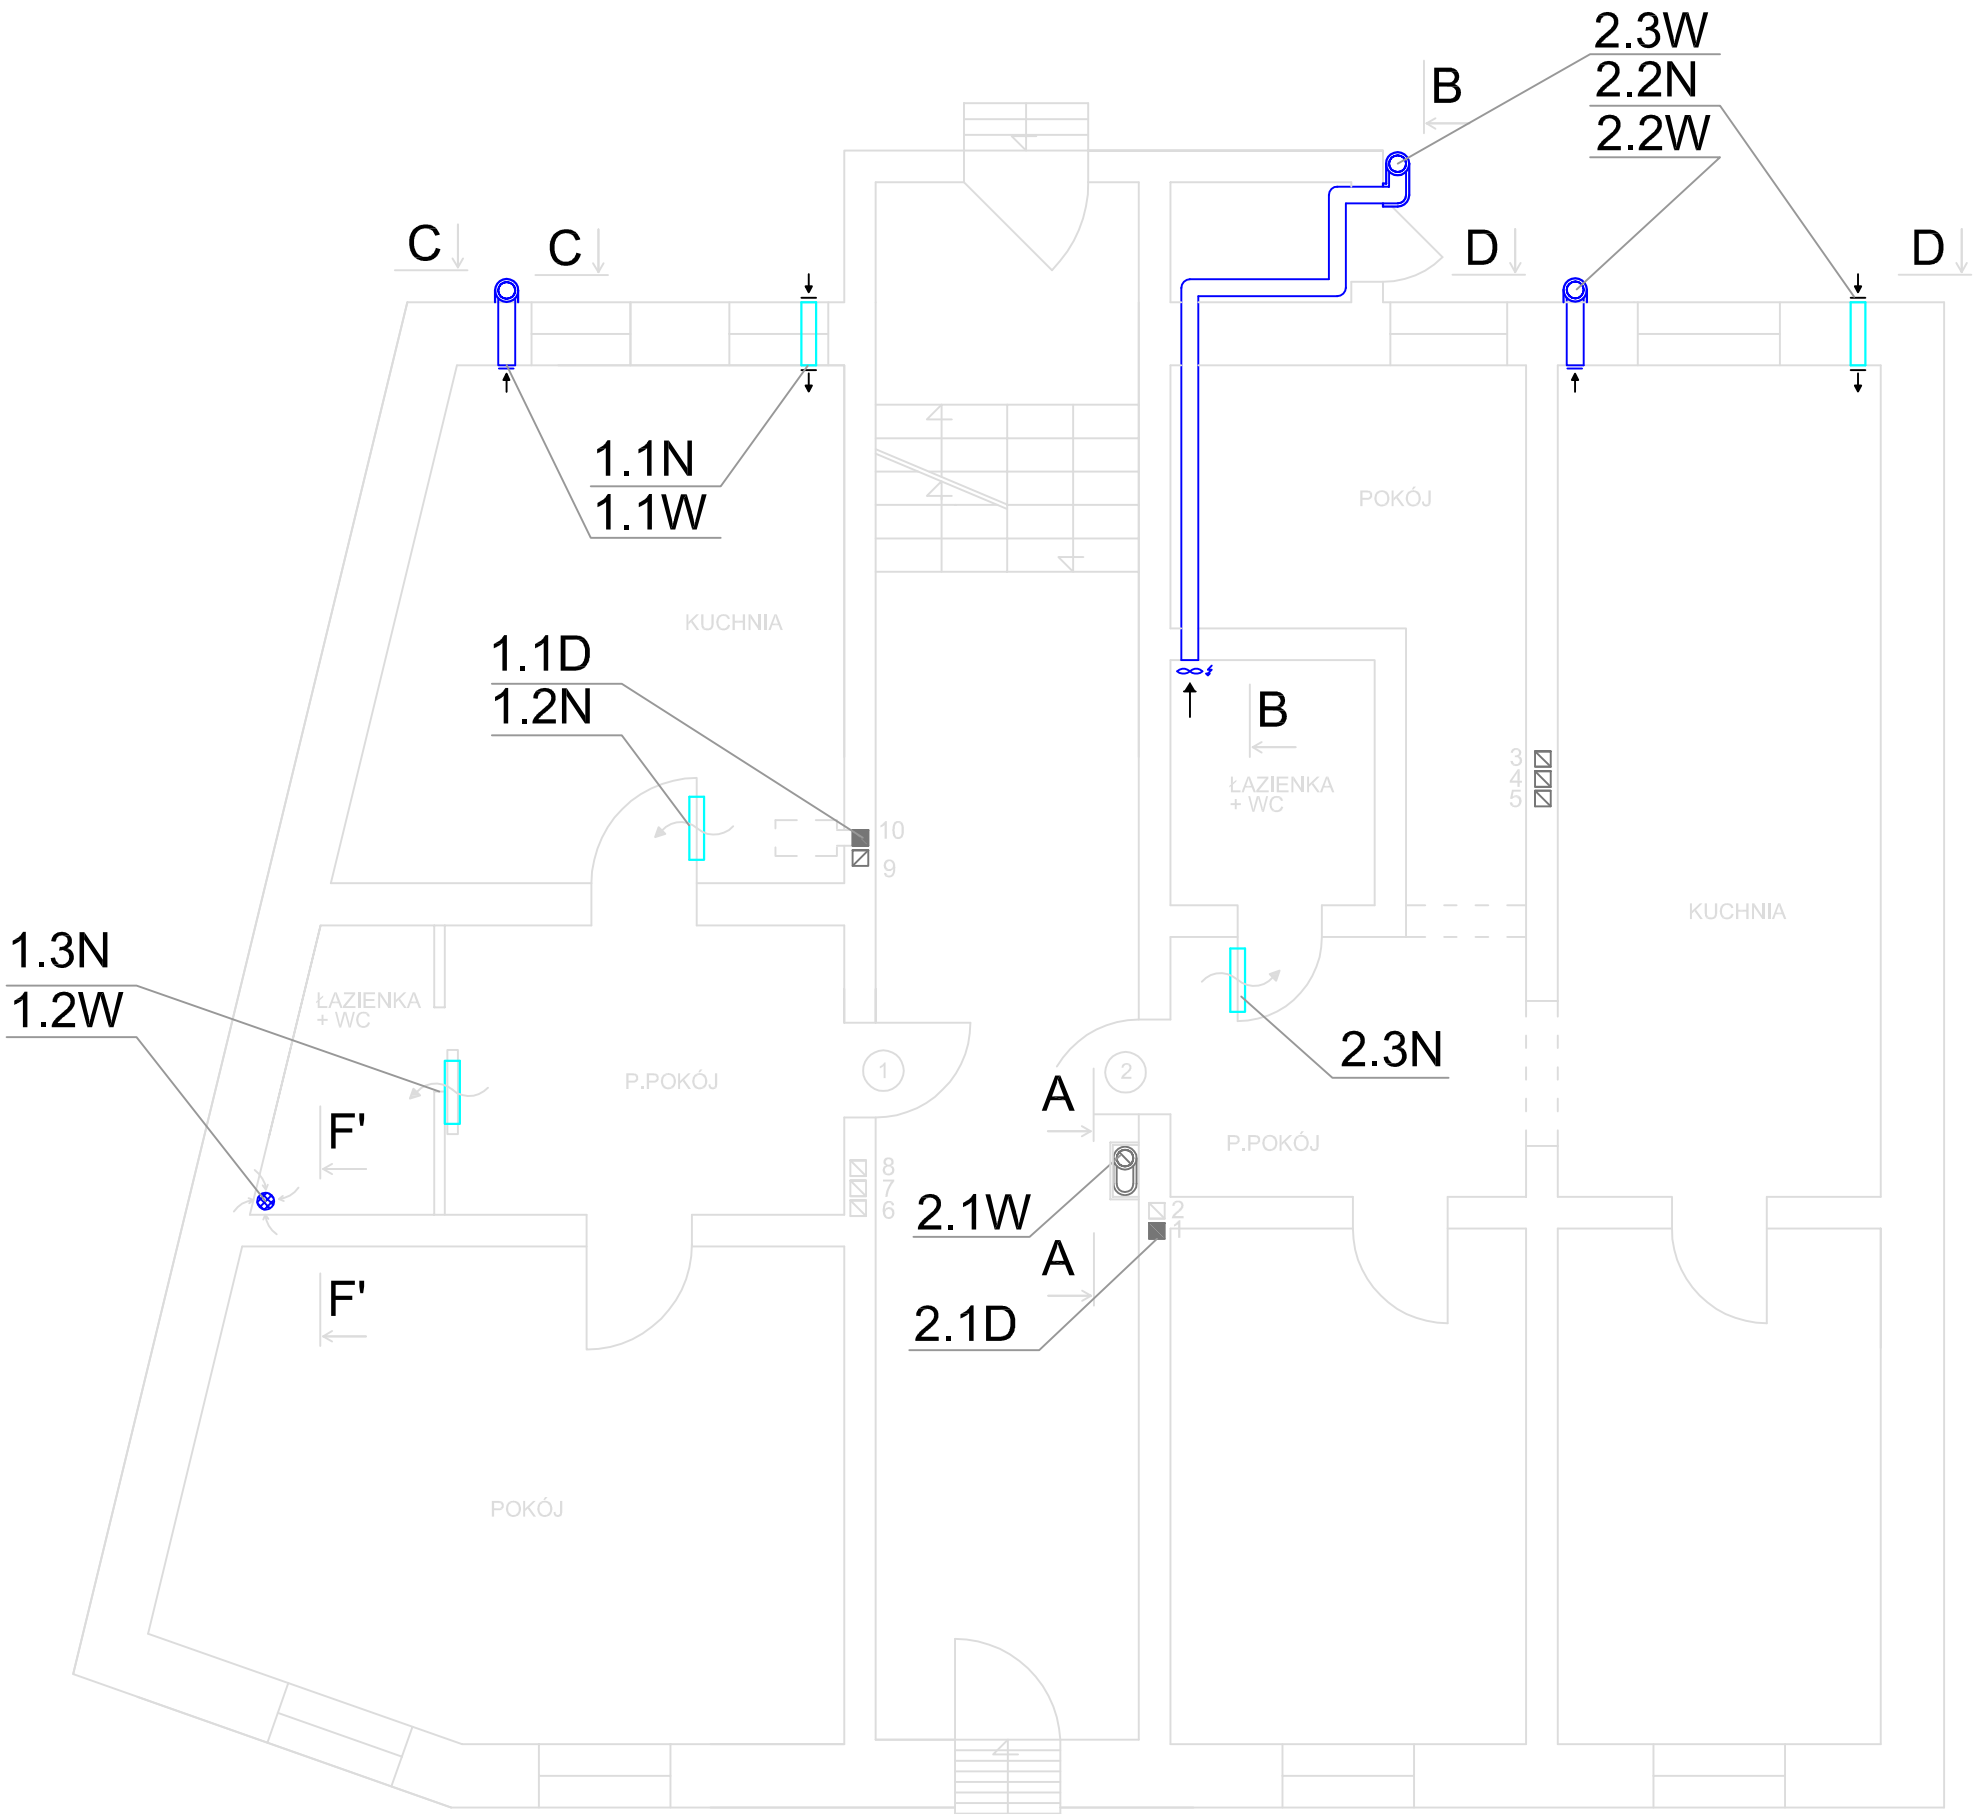 2.3W
2.2N
2.2W
B
C
C
D
D
1.1N
1.1W
POKÓJ
KUCHNIA
1.1D
1.2N
B
ŁAZIENKA
+ WC
3
4
5
10
9
KUCHNIA
1.3N
1.2W
ŁAZIENKA
+ WC
P.POKÓJ
1
2
2.3N
A
F'
P.POKÓJ
8
7
6
2.1W
2
1
A
F'
2.1D
POKÓJ